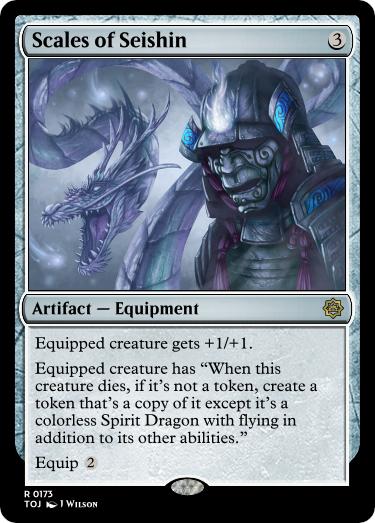 Scales of Seishin 3
Artifact — Equipment
Equipped creature gets +1/+1.
Equipped creature has “When this
creature dies, if it's not a token, create a
token that's a copy of it except it's a
colorless Spirit Dragon with flying in
addition to its other abilities.”
Equip 2
R 0173
TOJ J WILSON